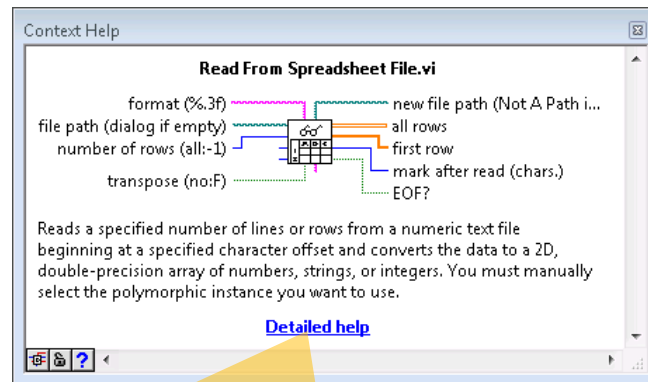 Context Help
Read From Spreadsheet File.vi
format (%.3f)
new file path (Not A Path i...
file path (dialog if empty)
all rows
number of rows (all:-1)
first row
mark after read (chars.)
transpose (no:F)
EOF?
Reads a specified number of lines or rows from a numeric text file
beginning at a specified character offset and converts the data to a 2D,
double-precision array of numbers, strings, or integers. You must manually
select the polymorphic instance you want to use.
Detailed help
?